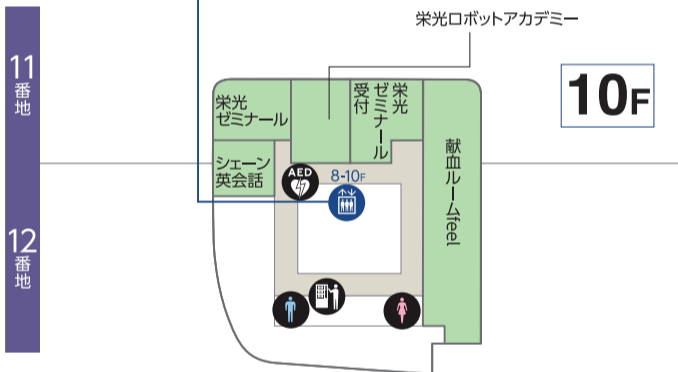 栄光ロボットアカデミー
11
番地
10F
栄光
ゼミナール
栄光
ゼミナール
受付
シェーン
英会話
AED
8-10F
献血ルームfeel
12
番地